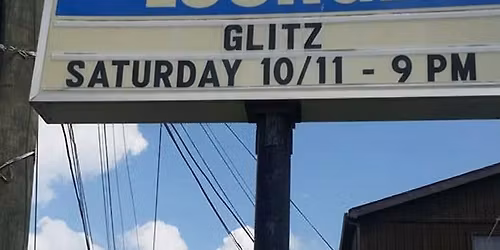 GLITZ
SATURDAY 10/11 - 9 PM